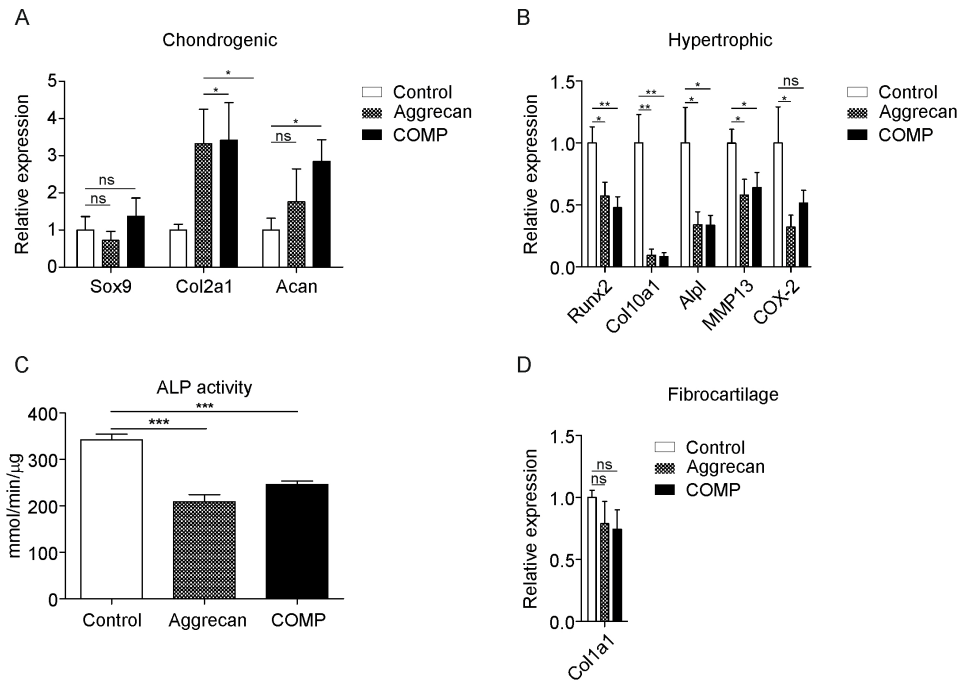 A
Chondrogenic
Relative expression
5
4
3
2
1
0
ns
ns
*
*
ns
*
Sox9
Col2a1
Acan
Control
Aggrecan
COMP
B
Hypertrophic
Relative expression
1.5
1.0
0.5
0.0
**
*
**
**
*
*
*
*
ns
*
Runx2
Col10a1
Alpl
MMP13
COX-2
Control
Aggrecan
COMP
C
ALP activity
mmol/min/µg
400
300
200
100
0
***
***
Control
Aggrecan
COMP
D
Fibrocartilage
Relative expression
1.5
1.0
0.5
0.0
ns
ns
Col1a1
Control
Aggrecan
COMP